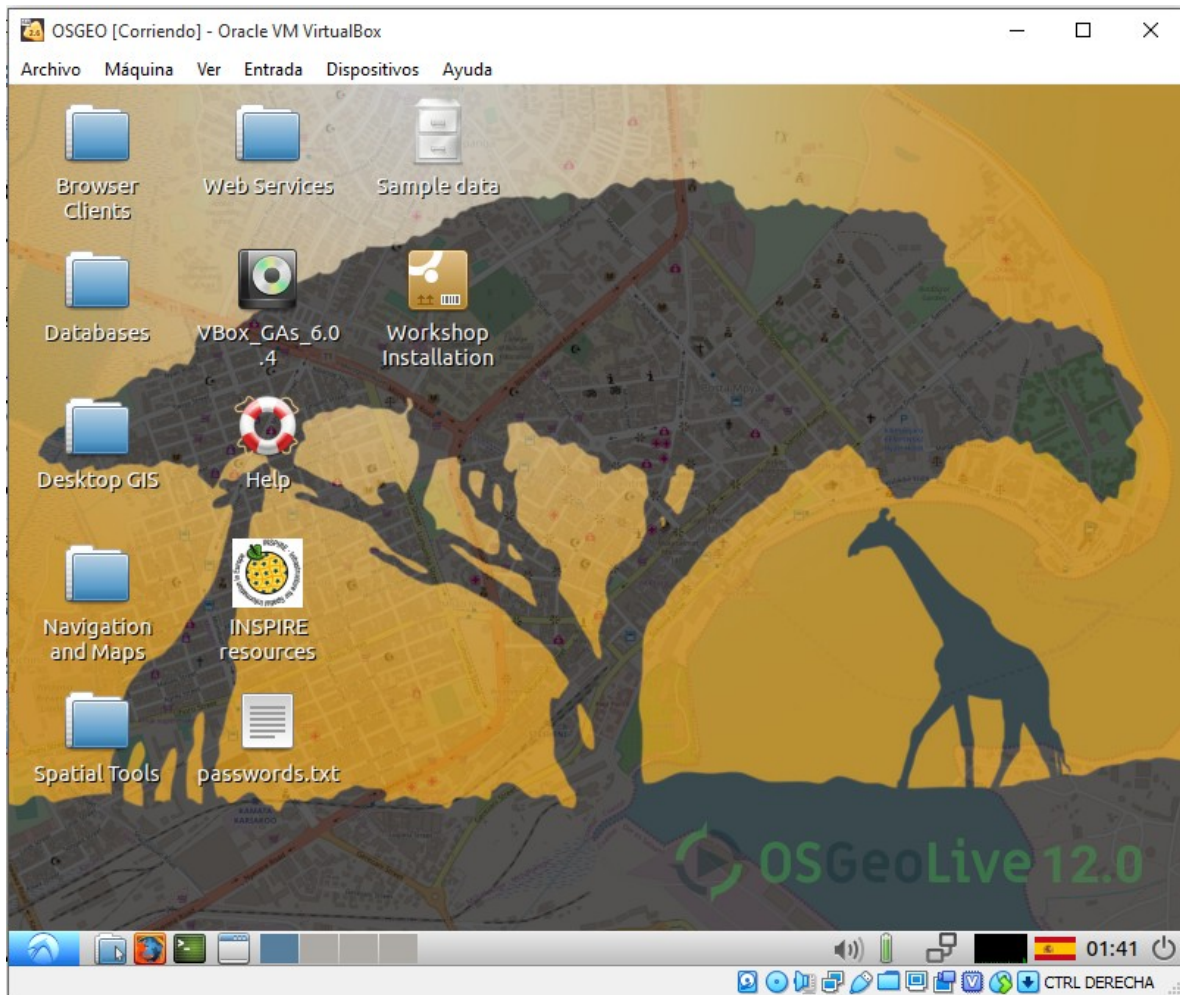 OSGEO [Corriendo] - Oracle VM VirtualBox
Archivo Máquina Ver Entrada Dispositivos Ayuda
Browser
Clients
Web Services
Sample data
Databases
VBox_GAs_6.0
.4
Workshop
Installation
Desktop GIS
Help
Navigation
and Maps
INSPIRE
resources
Spatial Tools
passwords.txt
OSGeoLive 12.0
01:41
CTRL DERECHA